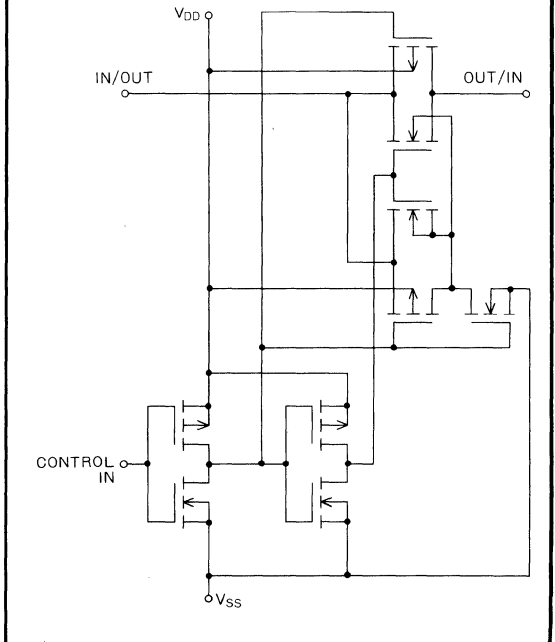 VDD
IN/OUT
OUT/IN
CONTROL
IN
VSS